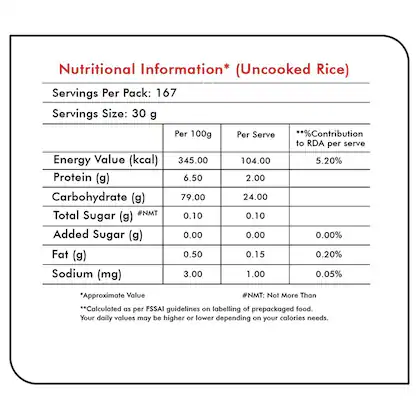 Nutritional Information* (Uncooked Rice)
Servings Per Pack: 167
Servings Size: 30 g
Per 100g Per Serve **%Contribution to RDA per serve
Energy Value (kcal) 345.00 104.00 5.20%
Protein (g) 6.50 2.00
Carbohydrate (g) 79.00 24.00
Total Sugar (g) #NMT 0.10 0.10
Added Sugar (g) 0.00 0.00 0.00%
Fat (g) 0.50 0.15 0.20%
Sodium (mg) 3.00 1.00 0.05%
*Approximate Value #NMT: Not More Than
**Calculated as per FSSAI guidelines on labelling of prepackaged food.
Your daily values may be higher or lower depending on your calories needs.